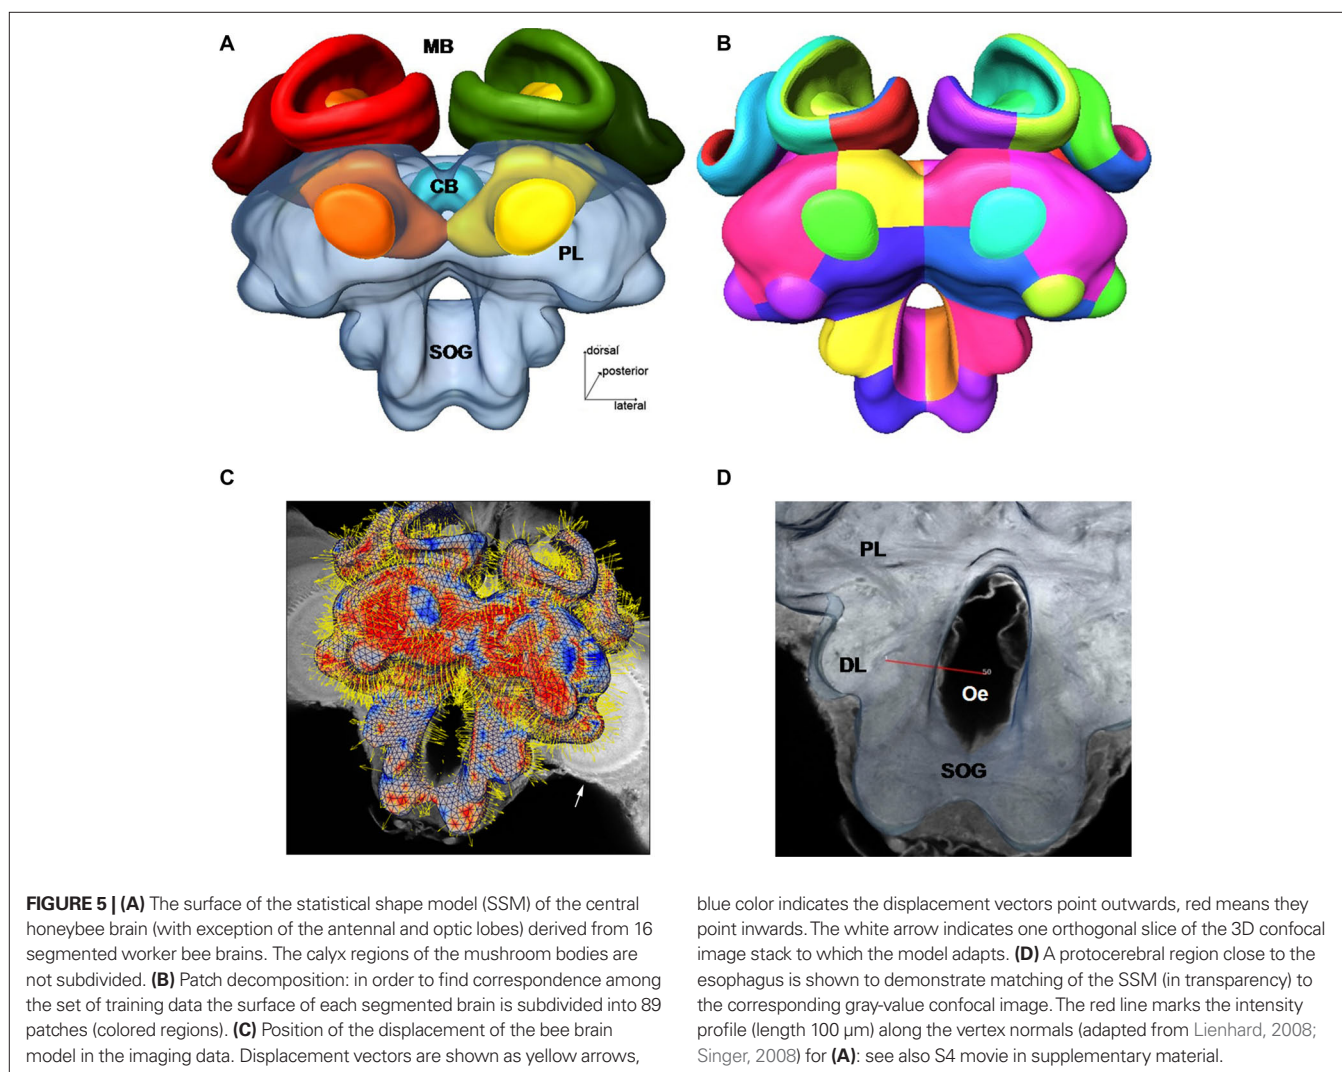 A
MB
CB
PL
SOG
dorsal
posterior
lateral
B
C
D
PL
DL
50
Oe
SOG
FIGURE 5 | (A) The surface of the statistical shape model (SSM) of the central
honeybee brain (with exception of the antennal and optic lobes) derived from 16
segmented worker bee brains. The calyx regions of the mushroom bodies are
not subdivided. (B) Patch decomposition: in order to find correspondence among
the set of training data the surface of each segmented brain is subdivided into 89
patches (colored regions). (C) Position of the displacement of the bee brain
model in the imaging data. Displacement vectors are shown as yellow arrows,
blue color indicates the displacement vectors point outwards, red means they
point inwards. The white arrow indicates one orthogonal slice of the 3D confocal
image stack to which the model adapts. (D) A protocerebral region close to the
esophagus is shown to demonstrate matching of the SSM (in transparency) to
the corresponding gray-value confocal image. The red line marks the intensity
profile (length 100 μm) along the vertex normals (adapted from Lienhard, 2008;
Singer, 2008) for (A): see also S4 movie in supplementary material.